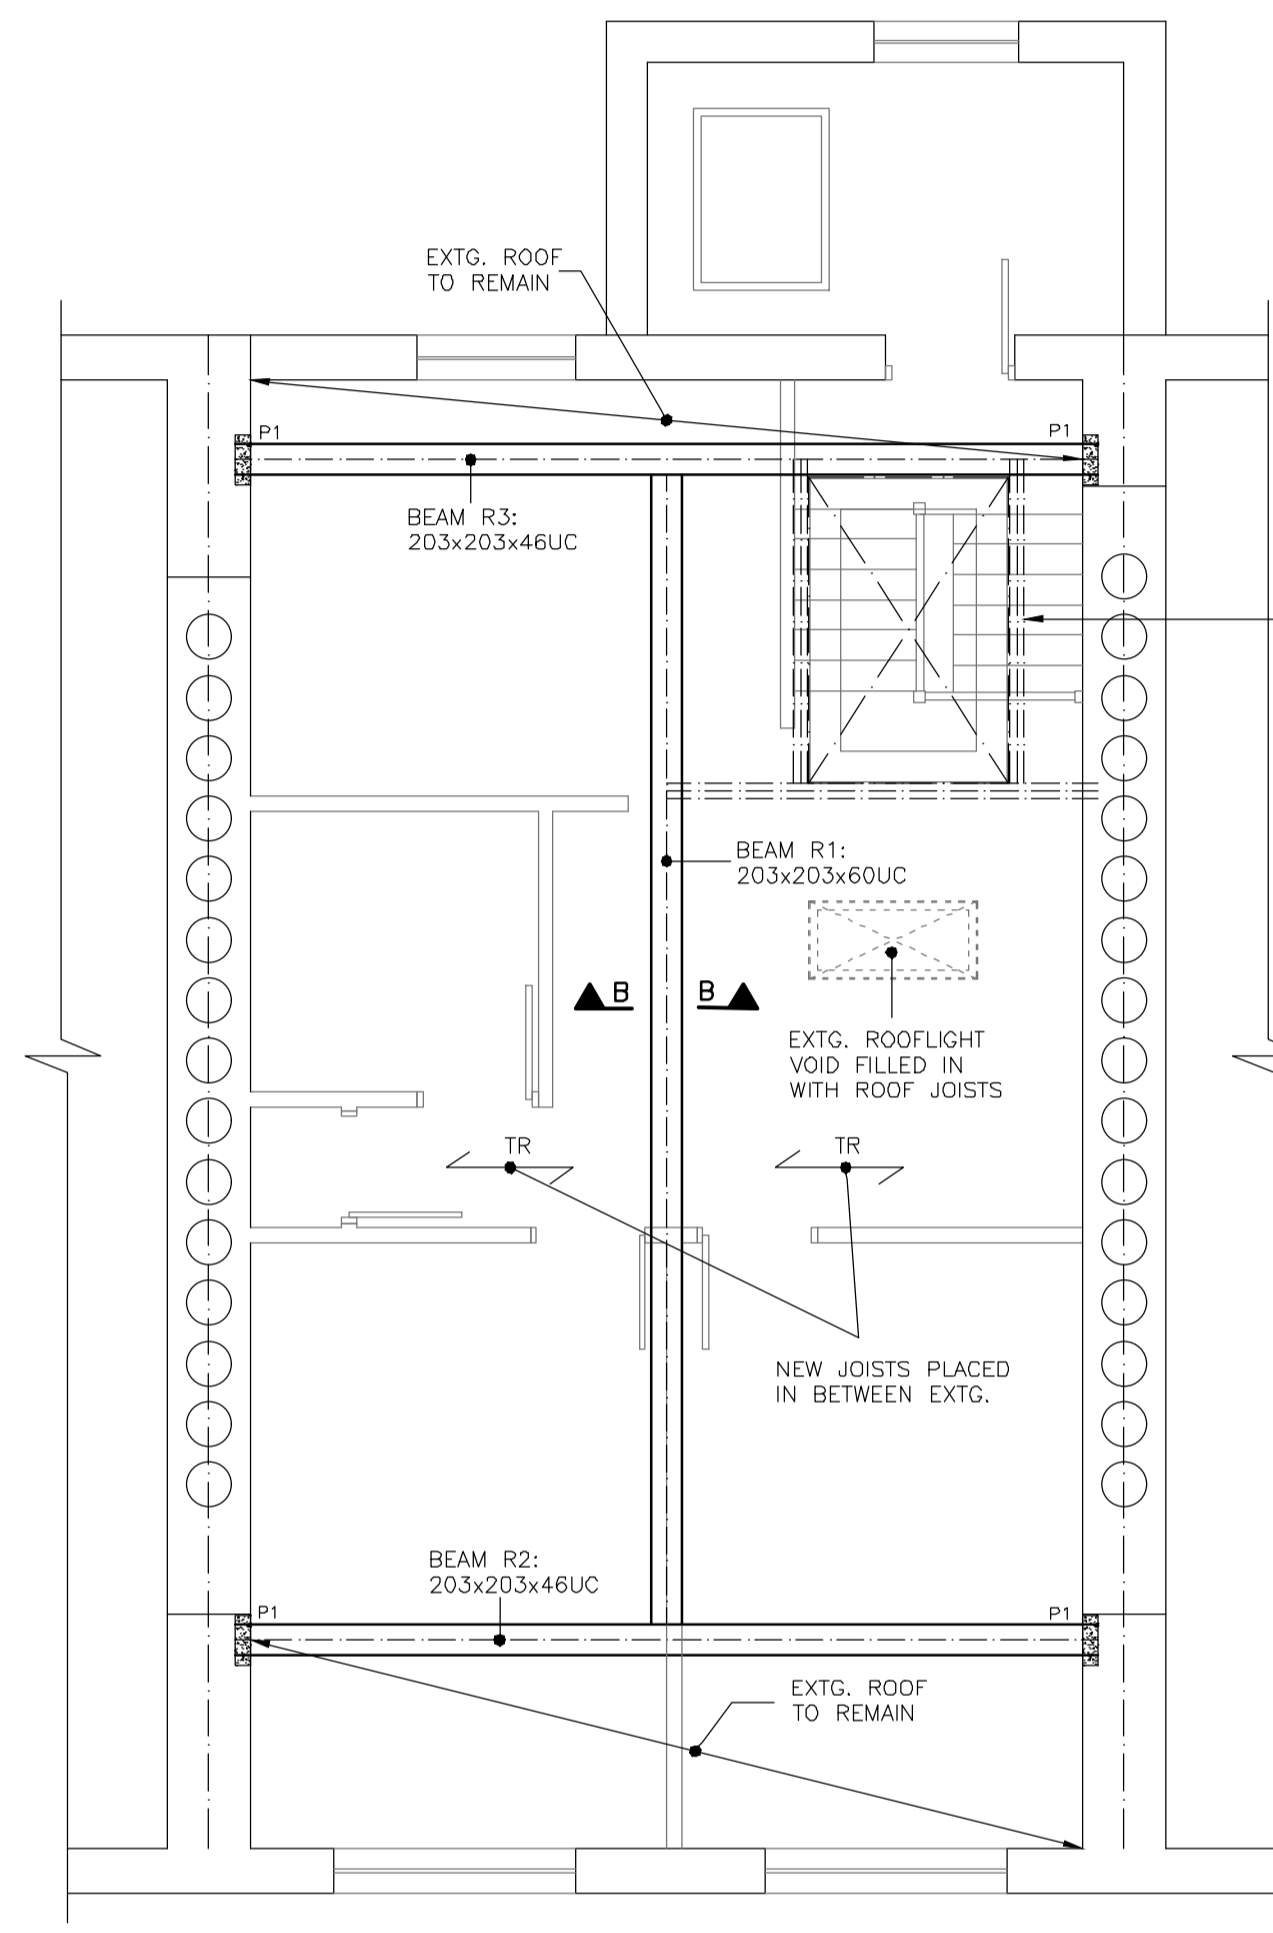 EXTG. ROOF
TO REMAIN
P1
P1
BEAM R3:
203x203x46UC
BEAM R1:
203x203x60UC
B
B
EXTG. ROOFLIGHT
VOID FILLED IN
WITH ROOF JOISTS
TR
TR
NEW JOISTS PLACED
IN BETWEEN EXTG.
BEAM R2:
203x203x46UC
P1
P1
EXTG. ROOF
TO REMAIN